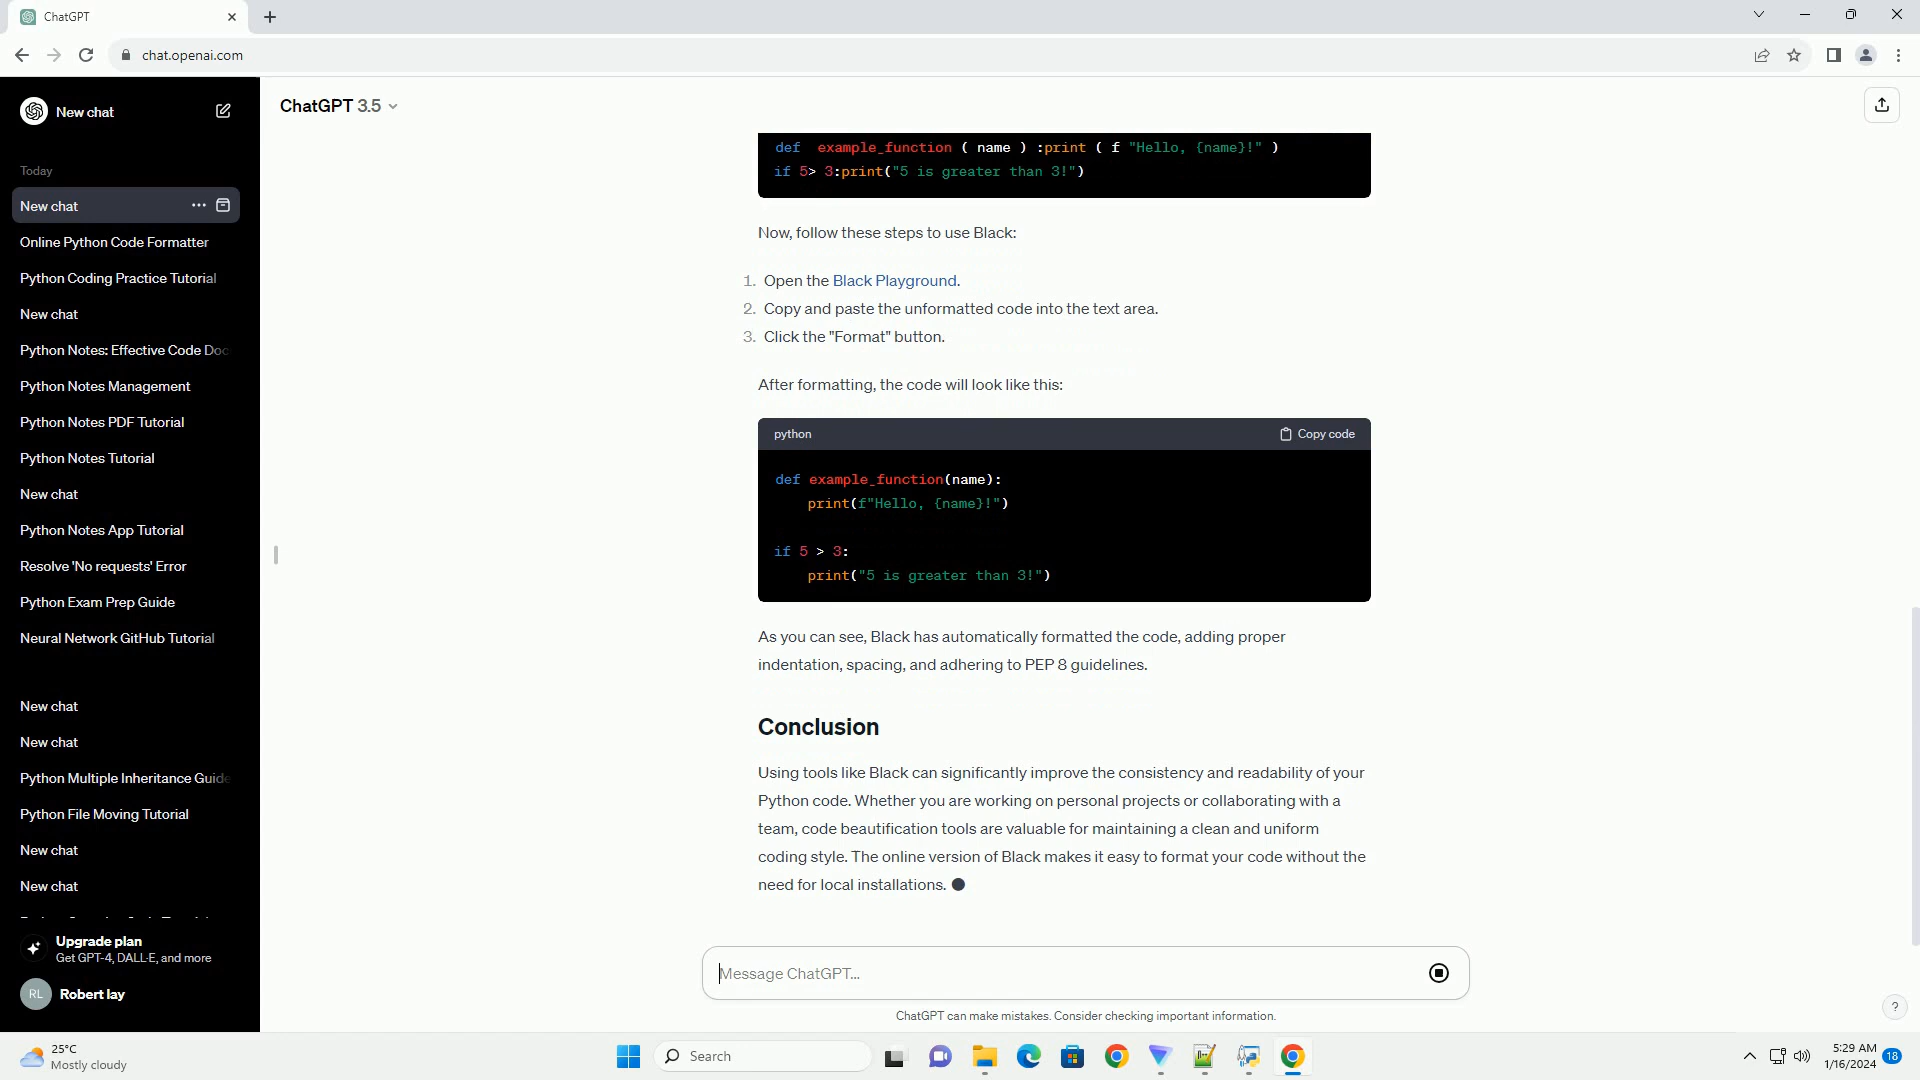 ChatGPT
chat.openai.com
New chat
ChatGPT 3.5
Today
New chat
Online Python Code Formatter
Python Coding Practice Tutorial
New chat
Python Notes: Effective Code Doc
Python Notes Management
Python Notes PDF Tutorial
Python Notes Tutorial
New chat
Python Notes App Tutorial
Resolve 'No requests' Error
Python Exam Prep Guide
Neural Network GitHub Tutorial
New chat
New chat
Python Multiple Inheritance Guide
Python File Moving Tutorial
New chat
New chat
Upgrade plan
Get GPT-4, DALL·E, and more
RL Robert lay
def example_function ( name ) :print ( f "Hello, {name}!" )
if 5> 3:print("5 is greater than 3!")
Now, follow these steps to use Black:
1. Open the Black Playground.
2. Copy and paste the unformatted code into the text area.
3. Click the "Format" button.
After formatting, the code will look like this:
python Copy code
def example_function(name):
print(f"Hello, {name}!")
if 5 > 3:
print("5 is greater than 3!")
As you can see, Black has automatically formatted the code, adding proper
indentation, spacing, and adhering to PEP 8 guidelines.
Conclusion
Using tools like Black can significantly improve the consistency and readability of your
Python code. Whether you are working on personal projects or collaborating with a
team, code beautification tools are valuable for maintaining a clean and uniform
coding style. The online version of Black makes it easy to format your code without the
need for local installations.
Message ChatGPT...
ChatGPT can make mistakes. Consider checking important information.
?
25°C
Mostly cloudy
Search
5:29 AM
1/16/2024
18